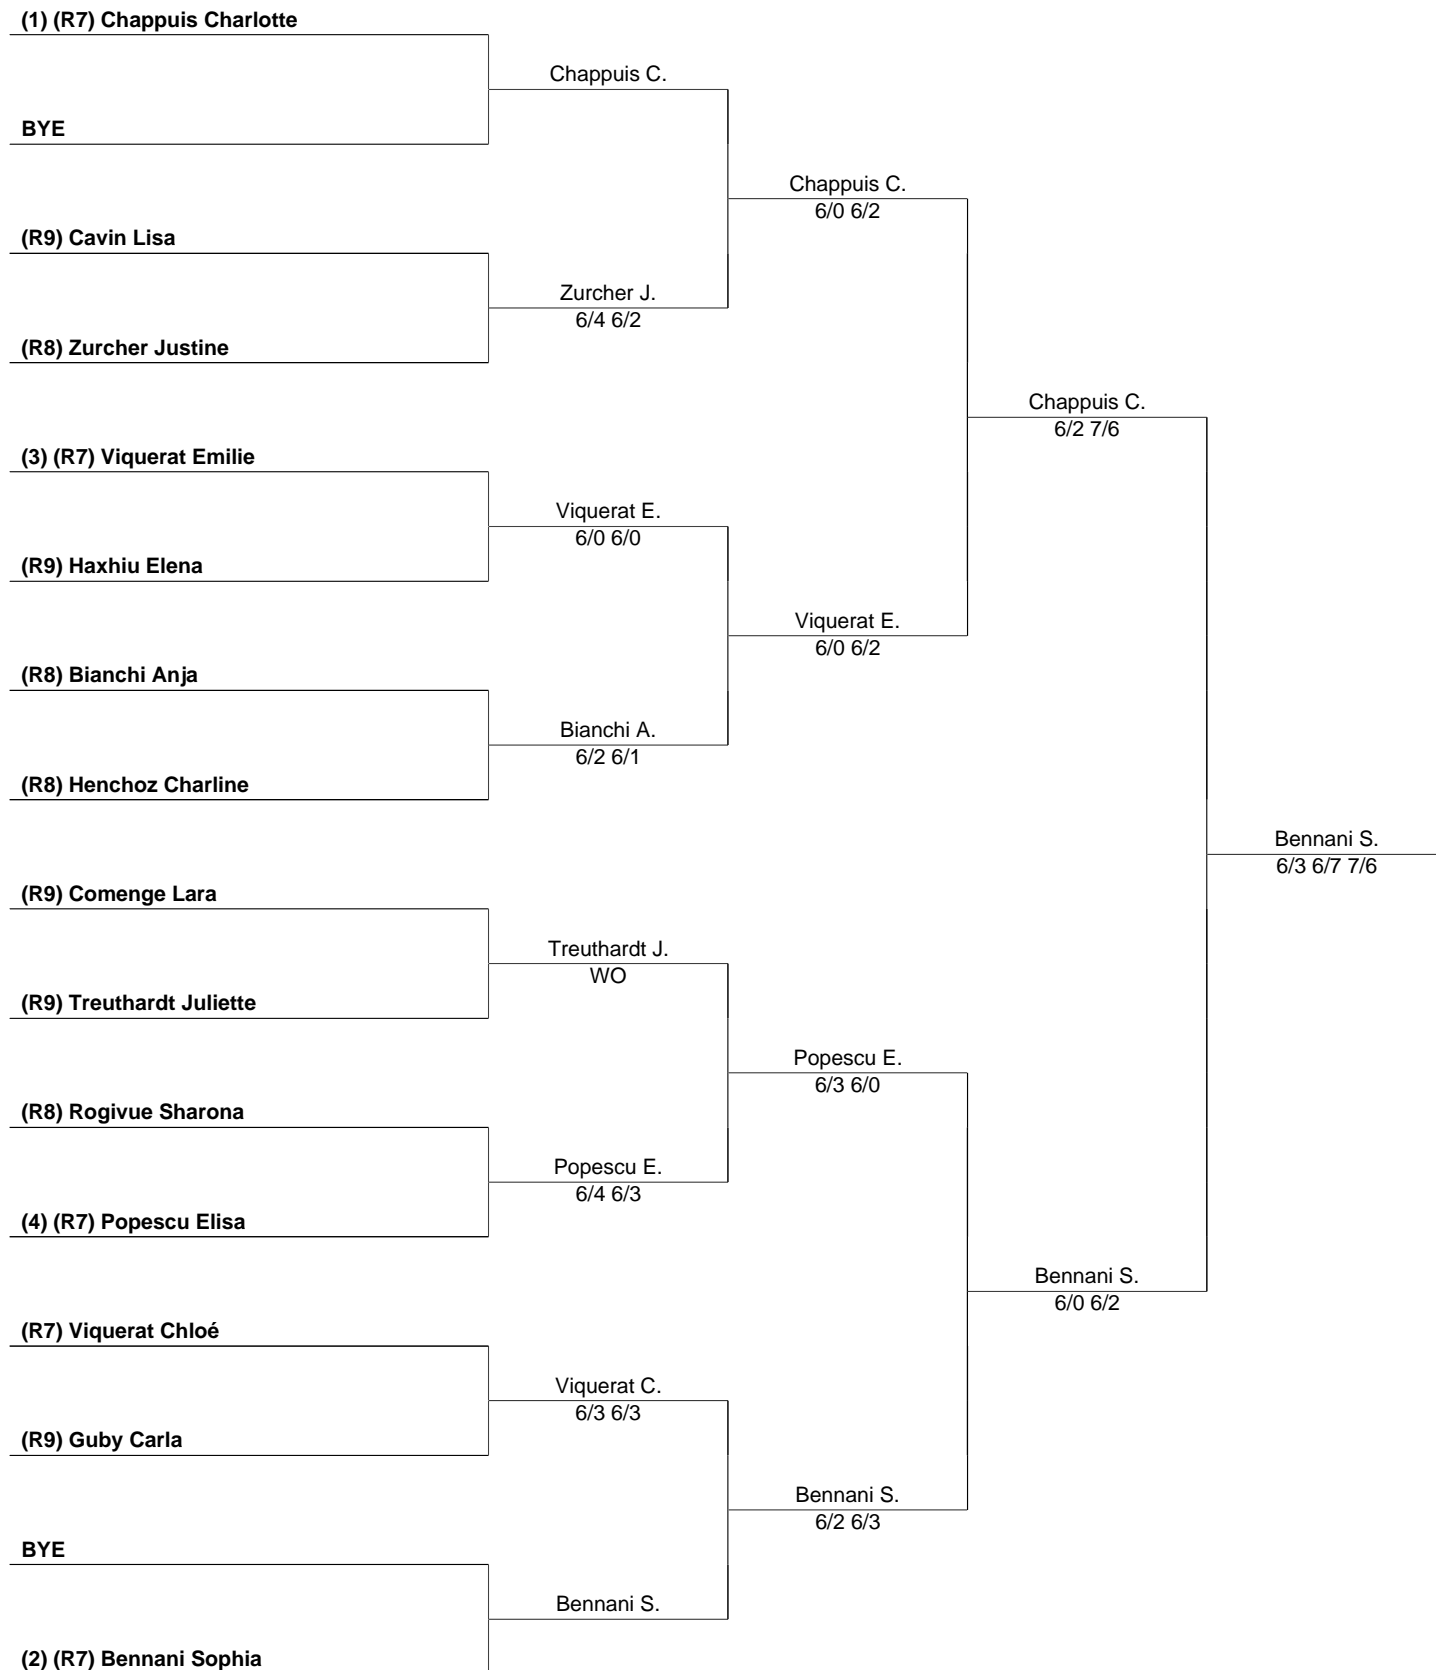 (1) (R7) Chappuis Charlotte
Chappuis C.
BYE
Chappuis C.
6/0 6/2
(R9) Cavin Lisa
Zurcher J.
6/4 6/2
(R8) Zurcher Justine
Chappuis C.
6/2 7/6
(3) (R7) Viquerat Emilie
Viquerat E.
6/0 6/0
(R9) Haxhiu Elena
Viquerat E.
6/0 6/2
(R8) Bianchi Anja
Bianchi A.
6/2 6/1
(R8) Henchoz Charline
Bennani S.
6/3 6/7 7/6
(R9) Comenge Lara
Treuthardt J.
WO
(R9) Treuthardt Juliette
Popescu E.
6/3 6/0
(R8) Rogivue Sharona
Popescu E.
6/4 6/3
(4) (R7) Popescu Elisa
Bennani S.
6/0 6/2
(R7) Viquerat Chloé
Viquerat C.
6/3 6/3
(R9) Guby Carla
Bennani S.
6/2 6/3
BYE
Bennani S.
(2) (R7) Bennani Sophia